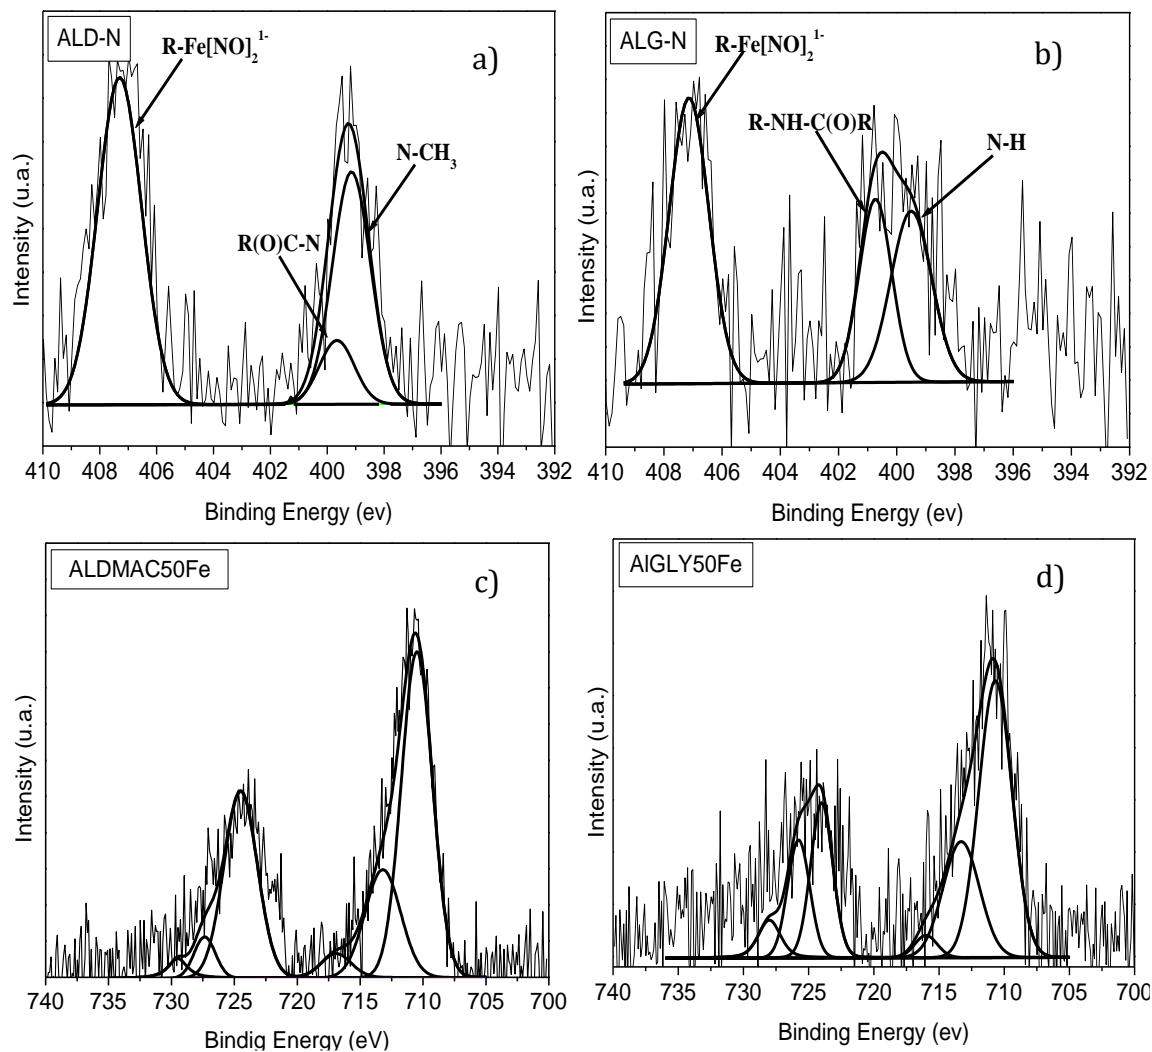 ALD-N
a)
R-Fe[NO]₂¹⁻
N-CH₃
R(O)C-N
Intensity (u.a.)
410 408 406 404 402 400 398 396 394 392
Binding Energy (ev)
ALG-N
b)
R-Fe[NO]₂¹⁻
R-NH-C(O)R
N-H
Intensity (u.a.)
410 408 406 404 402 400 398 396 394 392
Binding Energy (ev)
ALDMAC50Fe
c)
Intensity (u.a.)
740 735 730 725 720 715 710 705 700
Bindig Energy (eV)
AlGLY50Fe
d)
Intensity (u.a.)
740 735 730 725 720 715 710 705 700
Binding Energy (ev)